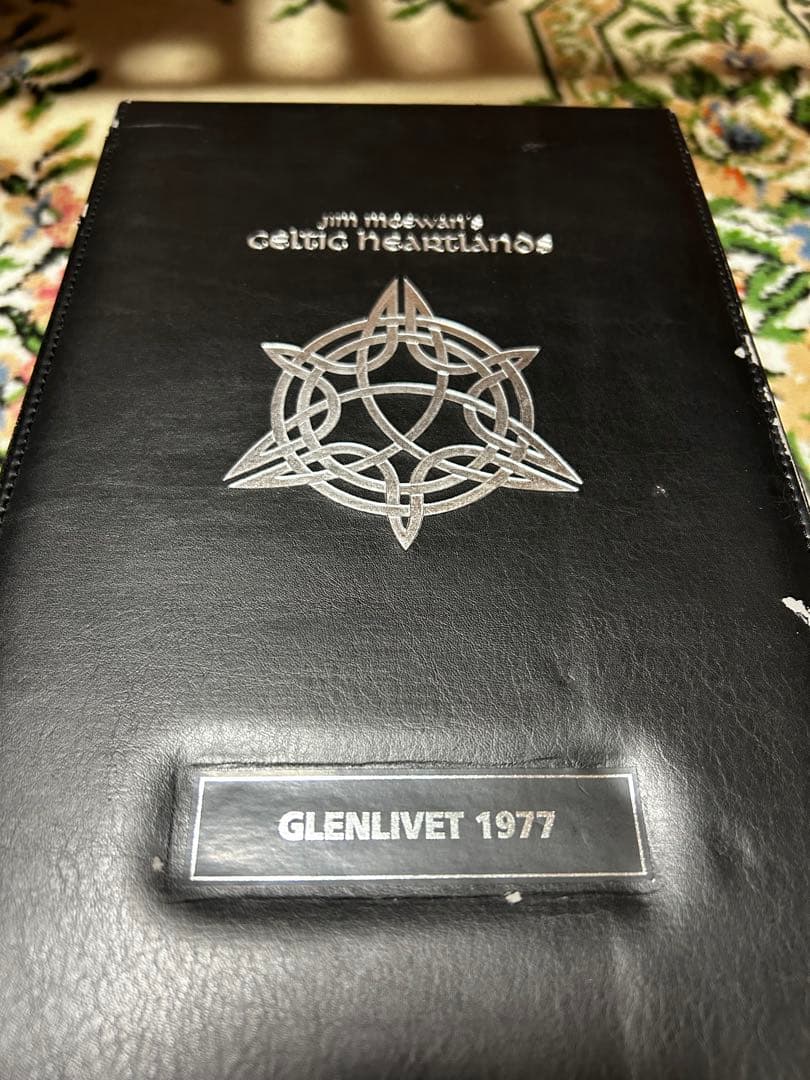 Jim McEwan's
Celtic Heartlands
GLENLIVET 1977